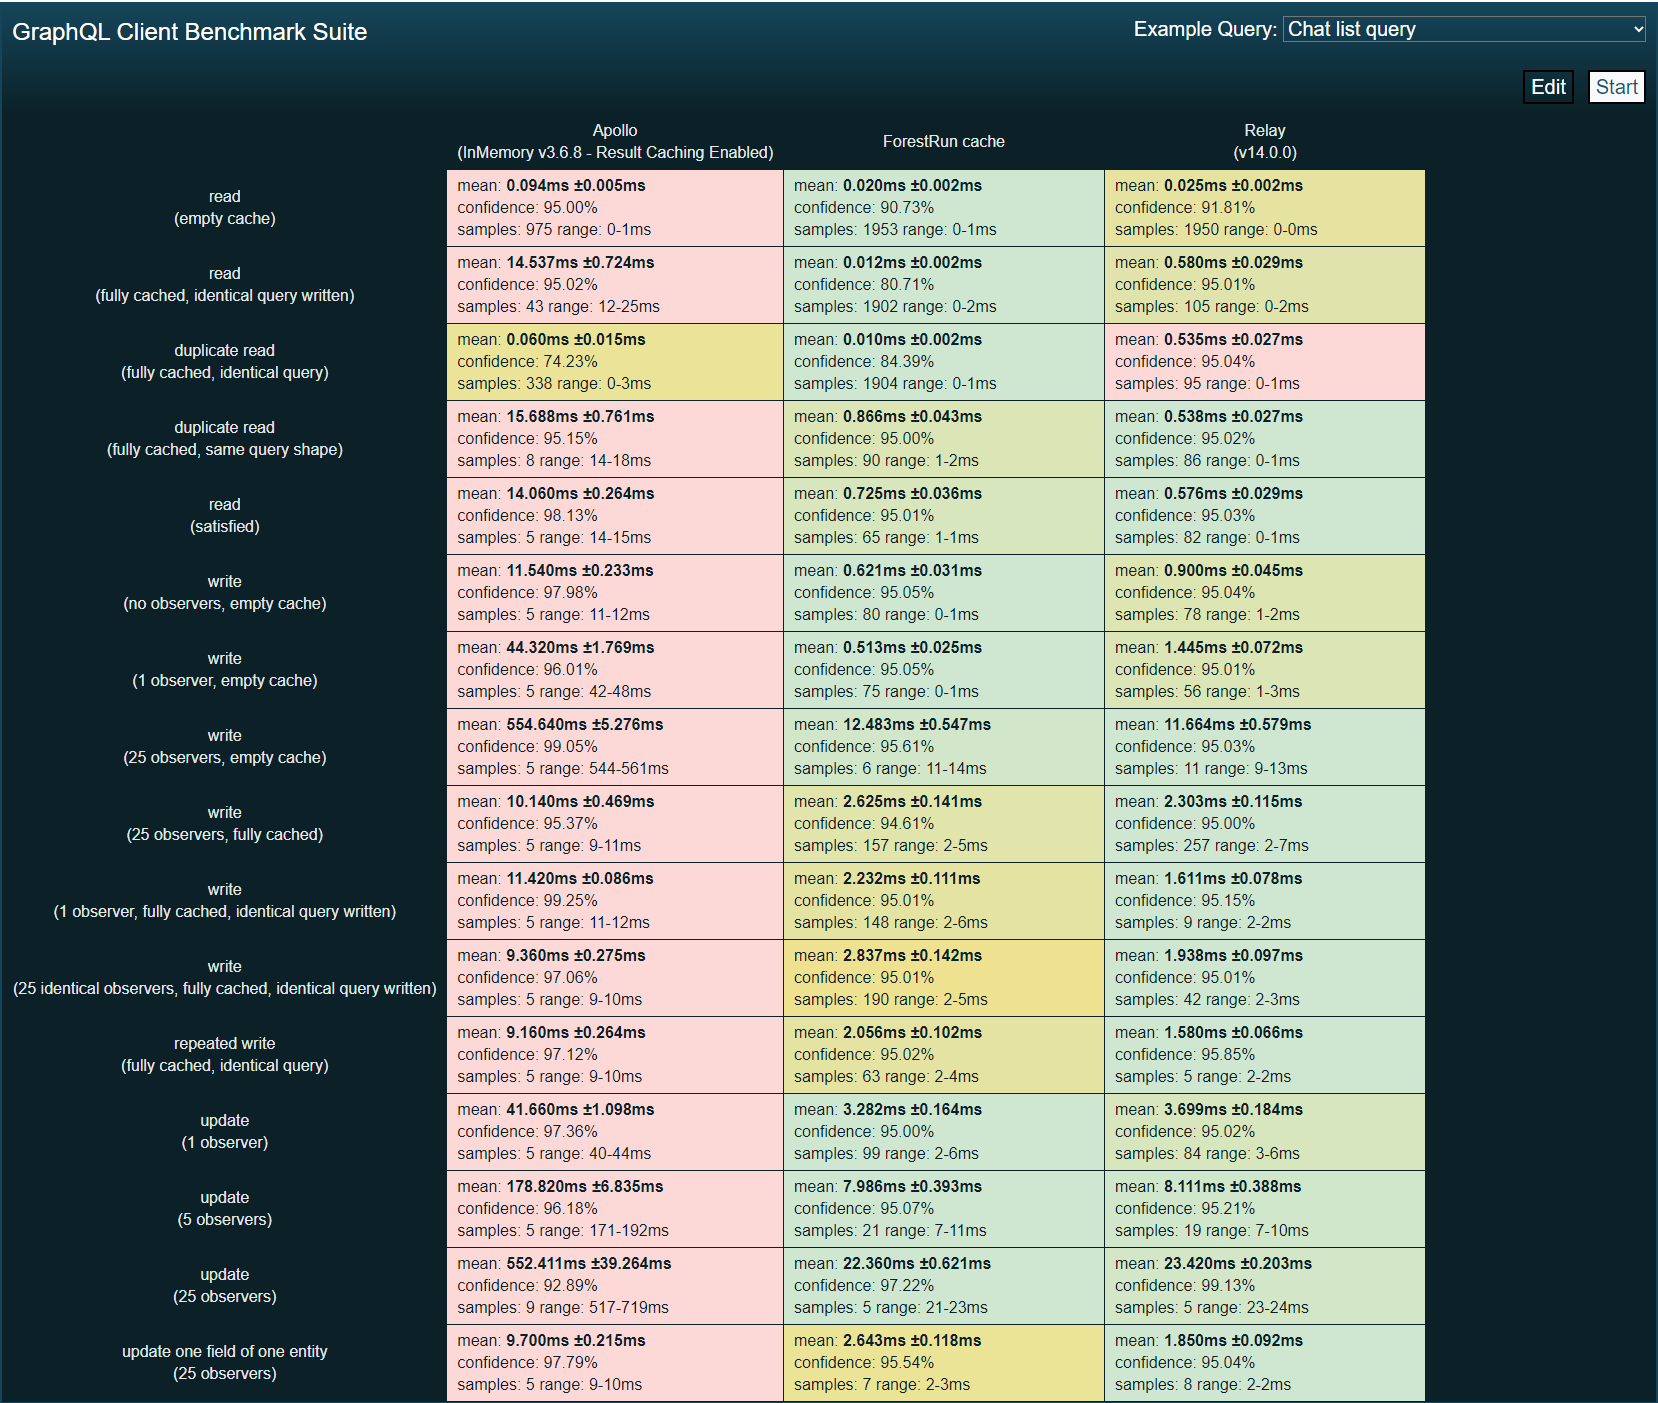 GraphQL Client Benchmark Suite
Example Query: Chat list query
Edit Start
Apollo
(InMemory v3.6.8 - Result Caching Enabled)
ForestRun cache
Relay
(v14.0.0)
read
(empty cache)
mean: 0.094ms ±0.005ms
confidence: 95.00%
samples: 975 range: 0-1ms
mean: 0.020ms ±0.002ms
confidence: 90.73%
samples: 1953 range: 0-1ms
mean: 0.025ms ±0.002ms
confidence: 91.81%
samples: 1950 range: 0-0ms
read
(fully cached, identical query written)
mean: 14.537ms ±0.724ms
confidence: 95.02%
samples: 43 range: 12-25ms
mean: 0.012ms ±0.002ms
confidence: 80.71%
samples: 1902 range: 0-2ms
mean: 0.580ms ±0.029ms
confidence: 95.01%
samples: 105 range: 0-2ms
duplicate read
(fully cached, identical query)
mean: 0.060ms ±0.015ms
confidence: 74.23%
samples: 338 range: 0-3ms
mean: 0.010ms ±0.002ms
confidence: 84.39%
samples: 1904 range: 0-1ms
mean: 0.535ms ±0.027ms
confidence: 95.04%
samples: 95 range: 0-1ms
duplicate read
(fully cached, same query shape)
mean: 15.688ms ±0.761ms
confidence: 95.15%
samples: 8 range: 14-18ms
mean: 0.866ms ±0.043ms
confidence: 95.00%
samples: 90 range: 1-2ms
mean: 0.538ms ±0.027ms
confidence: 95.02%
samples: 86 range: 0-1ms
read
(satisfied)
mean: 14.060ms ±0.264ms
confidence: 98.13%
samples: 5 range: 14-15ms
mean: 0.725ms ±0.036ms
confidence: 95.01%
samples: 65 range: 1-1ms
mean: 0.576ms ±0.029ms
confidence: 95.03%
samples: 82 range: 0-1ms
write
(no observers, empty cache)
mean: 11.540ms ±0.233ms
confidence: 97.98%
samples: 5 range: 11-12ms
mean: 0.621ms ±0.031ms
confidence: 95.05%
samples: 80 range: 0-1ms
mean: 0.900ms ±0.045ms
confidence: 95.04%
samples: 78 range: 1-2ms
write
(1 observer, empty cache)
mean: 44.320ms ±1.769ms
confidence: 96.01%
samples: 5 range: 42-48ms
mean: 0.513ms ±0.025ms
confidence: 95.05%
samples: 75 range: 0-1ms
mean: 1.445ms ±0.072ms
confidence: 95.01%
samples: 56 range: 1-3ms
write
(25 observers, empty cache)
mean: 554.640ms ±5.276ms
confidence: 99.05%
samples: 5 range: 544-561ms
mean: 12.483ms ±0.547ms
confidence: 95.61%
samples: 6 range: 11-14ms
mean: 11.664ms ±0.579ms
confidence: 95.03%
samples: 11 range: 9-13ms
write
(25 observers, fully cached)
mean: 10.140ms ±0.469ms
confidence: 95.37%
samples: 5 range: 9-11ms
mean: 2.625ms ±0.141ms
confidence: 94.61%
samples: 157 range: 2-5ms
mean: 2.303ms ±0.115ms
confidence: 95.00%
samples: 257 range: 2-7ms
write
(1 observer, fully cached, identical query written)
mean: 11.420ms ±0.086ms
confidence: 99.25%
samples: 5 range: 11-12ms
mean: 2.232ms ±0.111ms
confidence: 95.01%
samples: 148 range: 2-6ms
mean: 1.611ms ±0.078ms
confidence: 95.15%
samples: 9 range: 2-2ms
write
(25 identical observers, fully cached, identical query written)
mean: 9.360ms ±0.275ms
confidence: 97.06%
samples: 5 range: 9-10ms
mean: 2.837ms ±0.142ms
confidence: 95.01%
samples: 190 range: 2-5ms
mean: 1.938ms ±0.097ms
confidence: 95.01%
samples: 42 range: 2-3ms
repeated write
(fully cached, identical query)
mean: 9.160ms ±0.264ms
confidence: 97.12%
samples: 5 range: 9-10ms
mean: 2.056ms ±0.102ms
confidence: 95.02%
samples: 63 range: 2-4ms
mean: 1.580ms ±0.066ms
confidence: 95.85%
samples: 5 range: 2-2ms
update
(1 observer)
mean: 41.660ms ±1.098ms
confidence: 97.36%
samples: 5 range: 40-44ms
mean: 3.282ms ±0.164ms
confidence: 95.00%
samples: 99 range: 2-6ms
mean: 3.699ms ±0.184ms
confidence: 95.02%
samples: 84 range: 3-6ms
update
(5 observers)
mean: 178.820ms ±6.835ms
confidence: 96.18%
samples: 5 range: 171-192ms
mean: 7.986ms ±0.393ms
confidence: 95.07%
samples: 21 range: 7-11ms
mean: 8.111ms ±0.388ms
confidence: 95.21%
samples: 19 range: 7-10ms
update
(25 observers)
mean: 552.411ms ±39.264ms
confidence: 92.89%
samples: 9 range: 517-719ms
mean: 22.360ms ±0.621ms
confidence: 97.22%
samples: 5 range: 21-23ms
mean: 23.420ms ±0.203ms
confidence: 99.13%
samples: 5 range: 23-24ms
update one field of one entity
(25 observers)
mean: 9.700ms ±0.215ms
confidence: 97.79%
samples: 5 range: 9-10ms
mean: 2.643ms ±0.118ms
confidence: 95.54%
samples: 7 range: 2-3ms
mean: 1.850ms ±0.092ms
confidence: 95.04%
samples: 8 range: 2-2ms